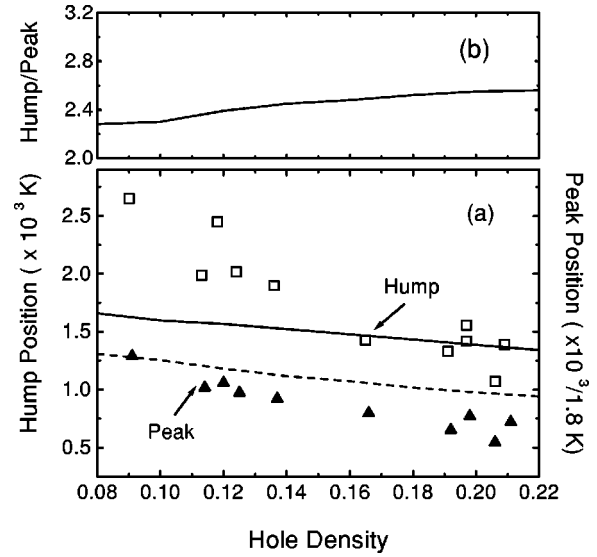 3.2
2.8
2.4
2.0
Hump/Peak
(b)
2.5
2.0
1.5
1.0
0.5
Hump Position ( x 10³ K)
Peak Position ( x10³/1.8 K)
(a)
Hump
Peak
0.08 0.10 0.12 0.14 0.16 0.18 0.20 0.22
Hole Density